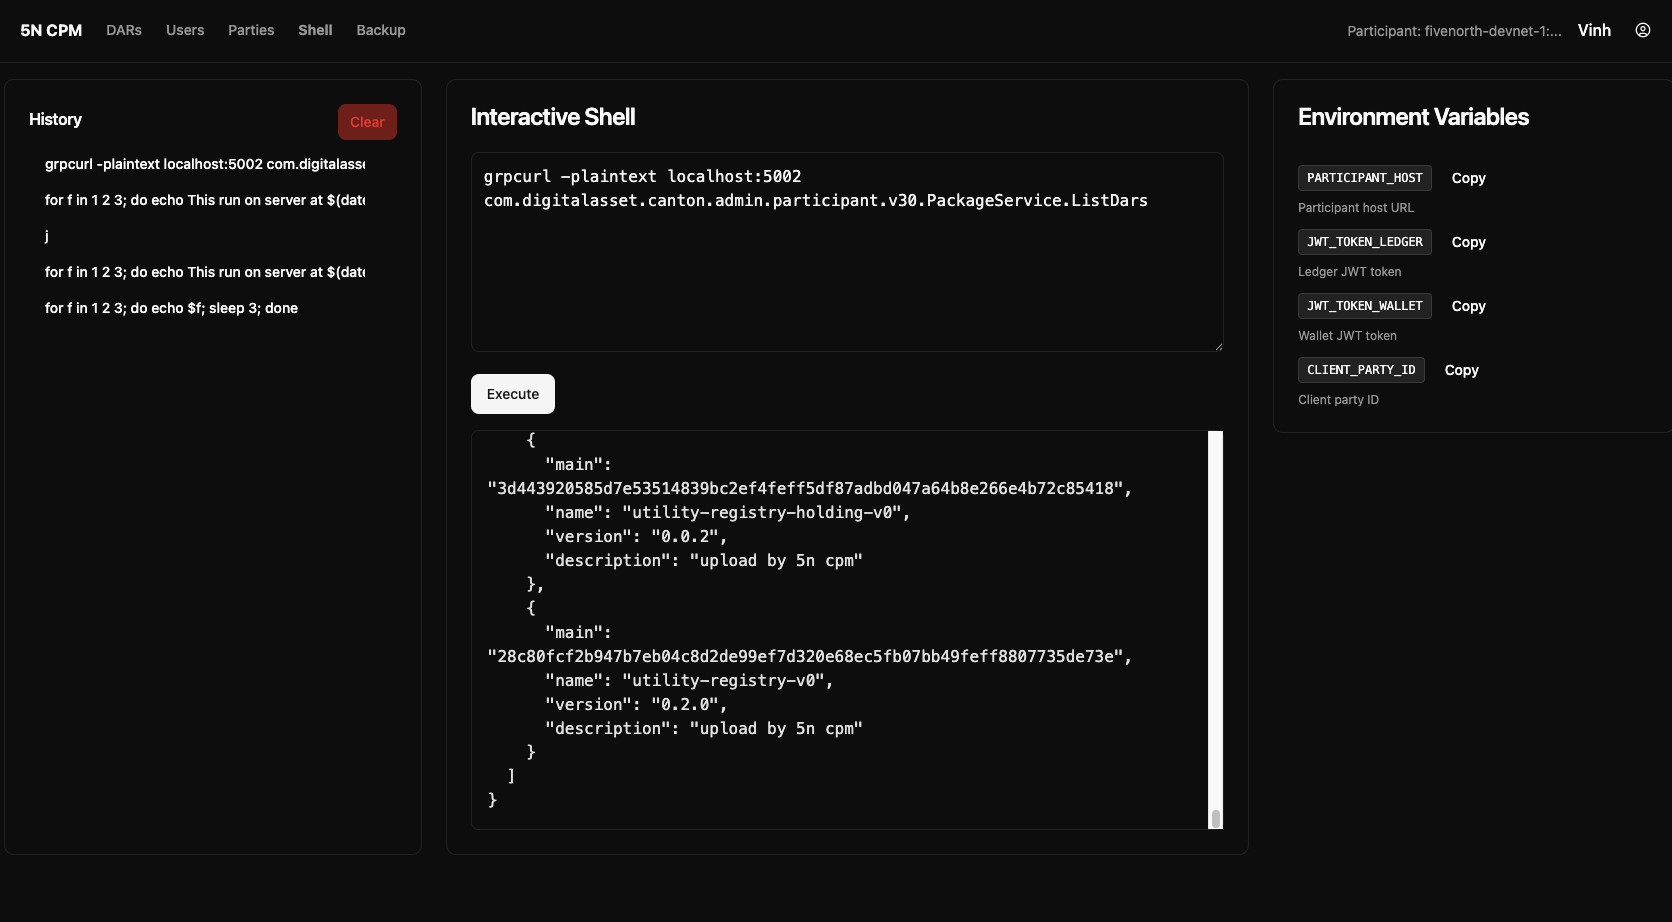 5N CPM DARs Users Parties Shell Backup Participant: fivenorth-devnet-1:... Vinh
History
Clear
grpcurl -plaintext localhost:5002 com.digitalasse
for f in 1 2 3; do echo This run on server at $(date
j
for f in 1 2 3; do echo This run on server at $(date
for f in 1 2 3; do echo $f; sleep 3; done
Interactive Shell
grpcurl -plaintext localhost:5002
com.digitalasset.canton.admin.participant.v30.PackageService.ListDars
Execute
{
"main":
"3d443920585d7e53514839bc2ef4feff5df87adbd047a64b8e266e4b72c85418",
"name": "utility-registry-holding-v0",
"version": "0.0.2",
"description": "upload by 5n cpm"
},
{
"main":
"28c80fcf2b947b7eb04c8d2de99ef7d320e68ec5fb07bb49feff8807735de73e",
"name": "utility-registry-v0",
"version": "0.2.0",
"description": "upload by 5n cpm"
}
]
}
Environment Variables
PARTICIPANT_HOST Copy
Participant host URL
JWT_TOKEN_LEDGER Copy
Ledger JWT token
JWT_TOKEN_WALLET Copy
Wallet JWT token
CLIENT_PARTY_ID Copy
Client party ID